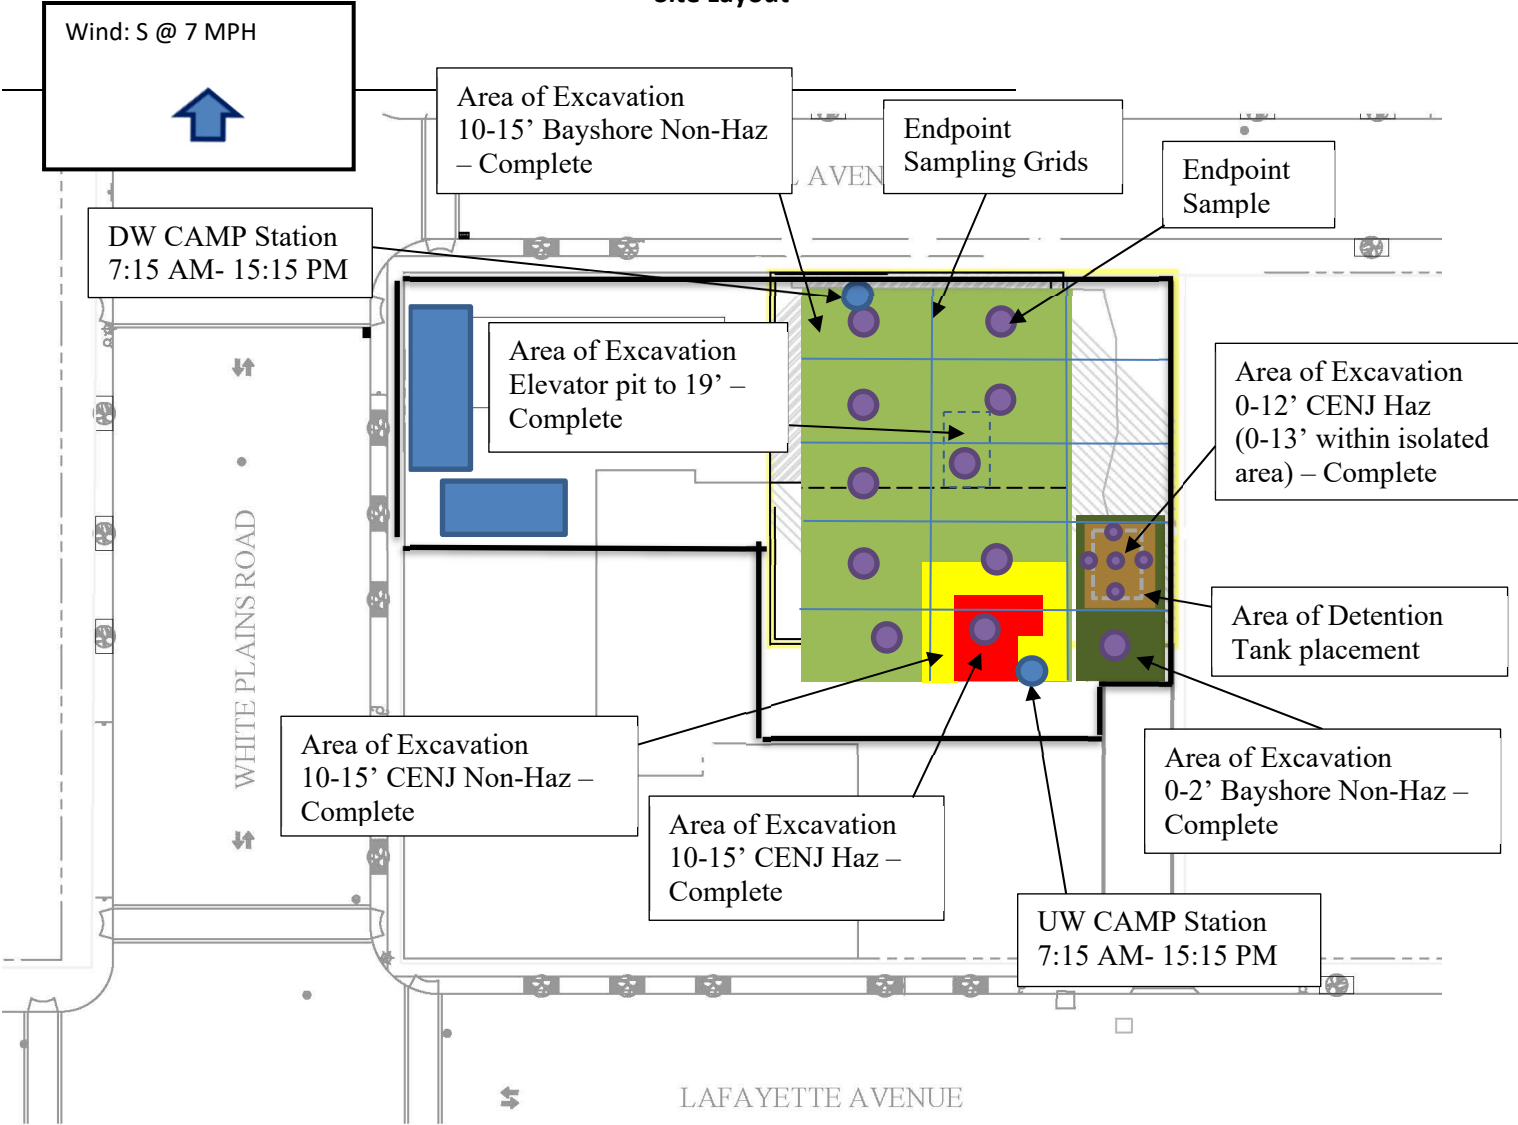 Site Layout
Wind: S @ 7 MPH
Area of Excavation
10-15’ Bayshore Non-Haz
– Complete
Endpoint
Sampling Grids
Endpoint
Sample
DW CAMP Station
7:15 AM- 15:15 PM
Area of Excavation
Elevator pit to 19’ –
Complete
Area of Excavation
0-12’ CENJ Haz
(0-13’ within isolated
area) – Complete
Area of Detention
Tank placement
WHITE PLAINS ROAD
Area of Excavation
10-15’ CENJ Non-Haz –
Complete
Area of Excavation
10-15’ CENJ Haz –
Complete
Area of Excavation
0-2’ Bayshore Non-Haz –
Complete
UW CAMP Station
7:15 AM- 15:15 PM
LAFAYETTE AVENUE